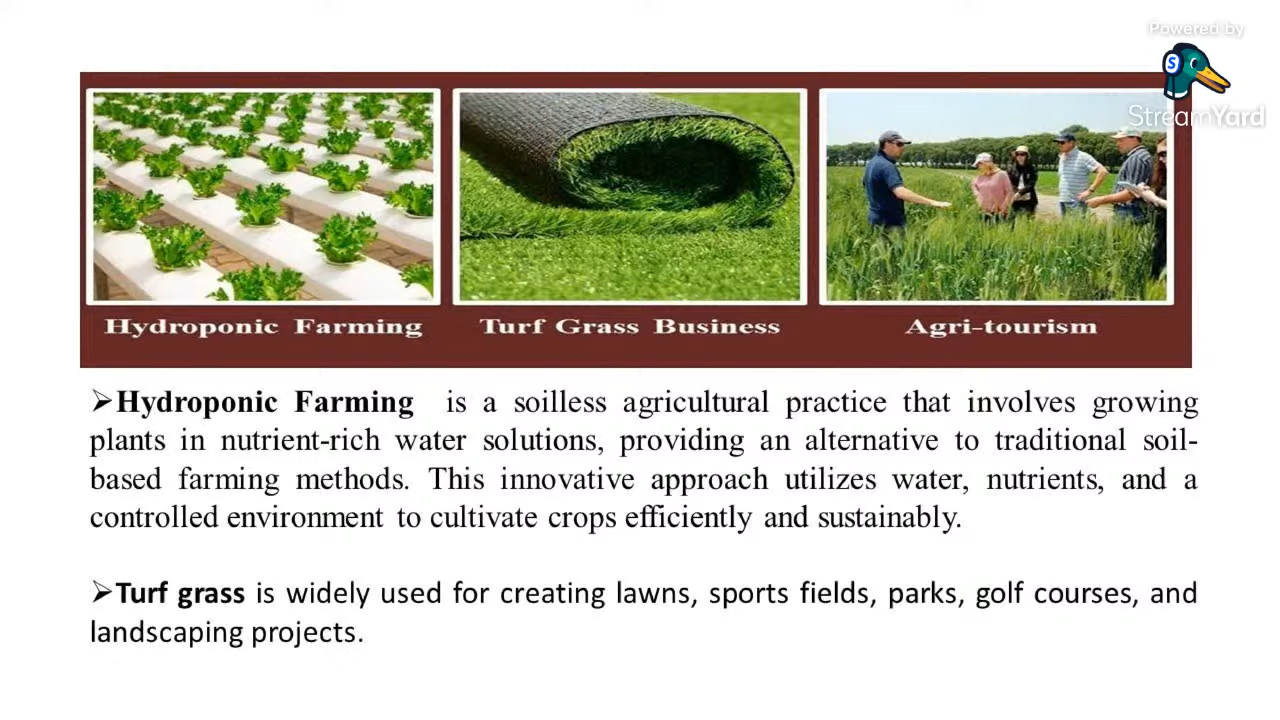 Powered by
StreamYard
Hydroponic Farming
Turf Grass Business
Agri-tourism
➢Hydroponic Farming is a soilless agricultural practice that involves growing
plants in nutrient-rich water solutions, providing an alternative to traditional soil-
based farming methods. This innovative approach utilizes water, nutrients, and a
controlled environment to cultivate crops efficiently and sustainably.
➢Turf grass is widely used for creating lawns, sports fields, parks, golf courses, and
landscaping projects.